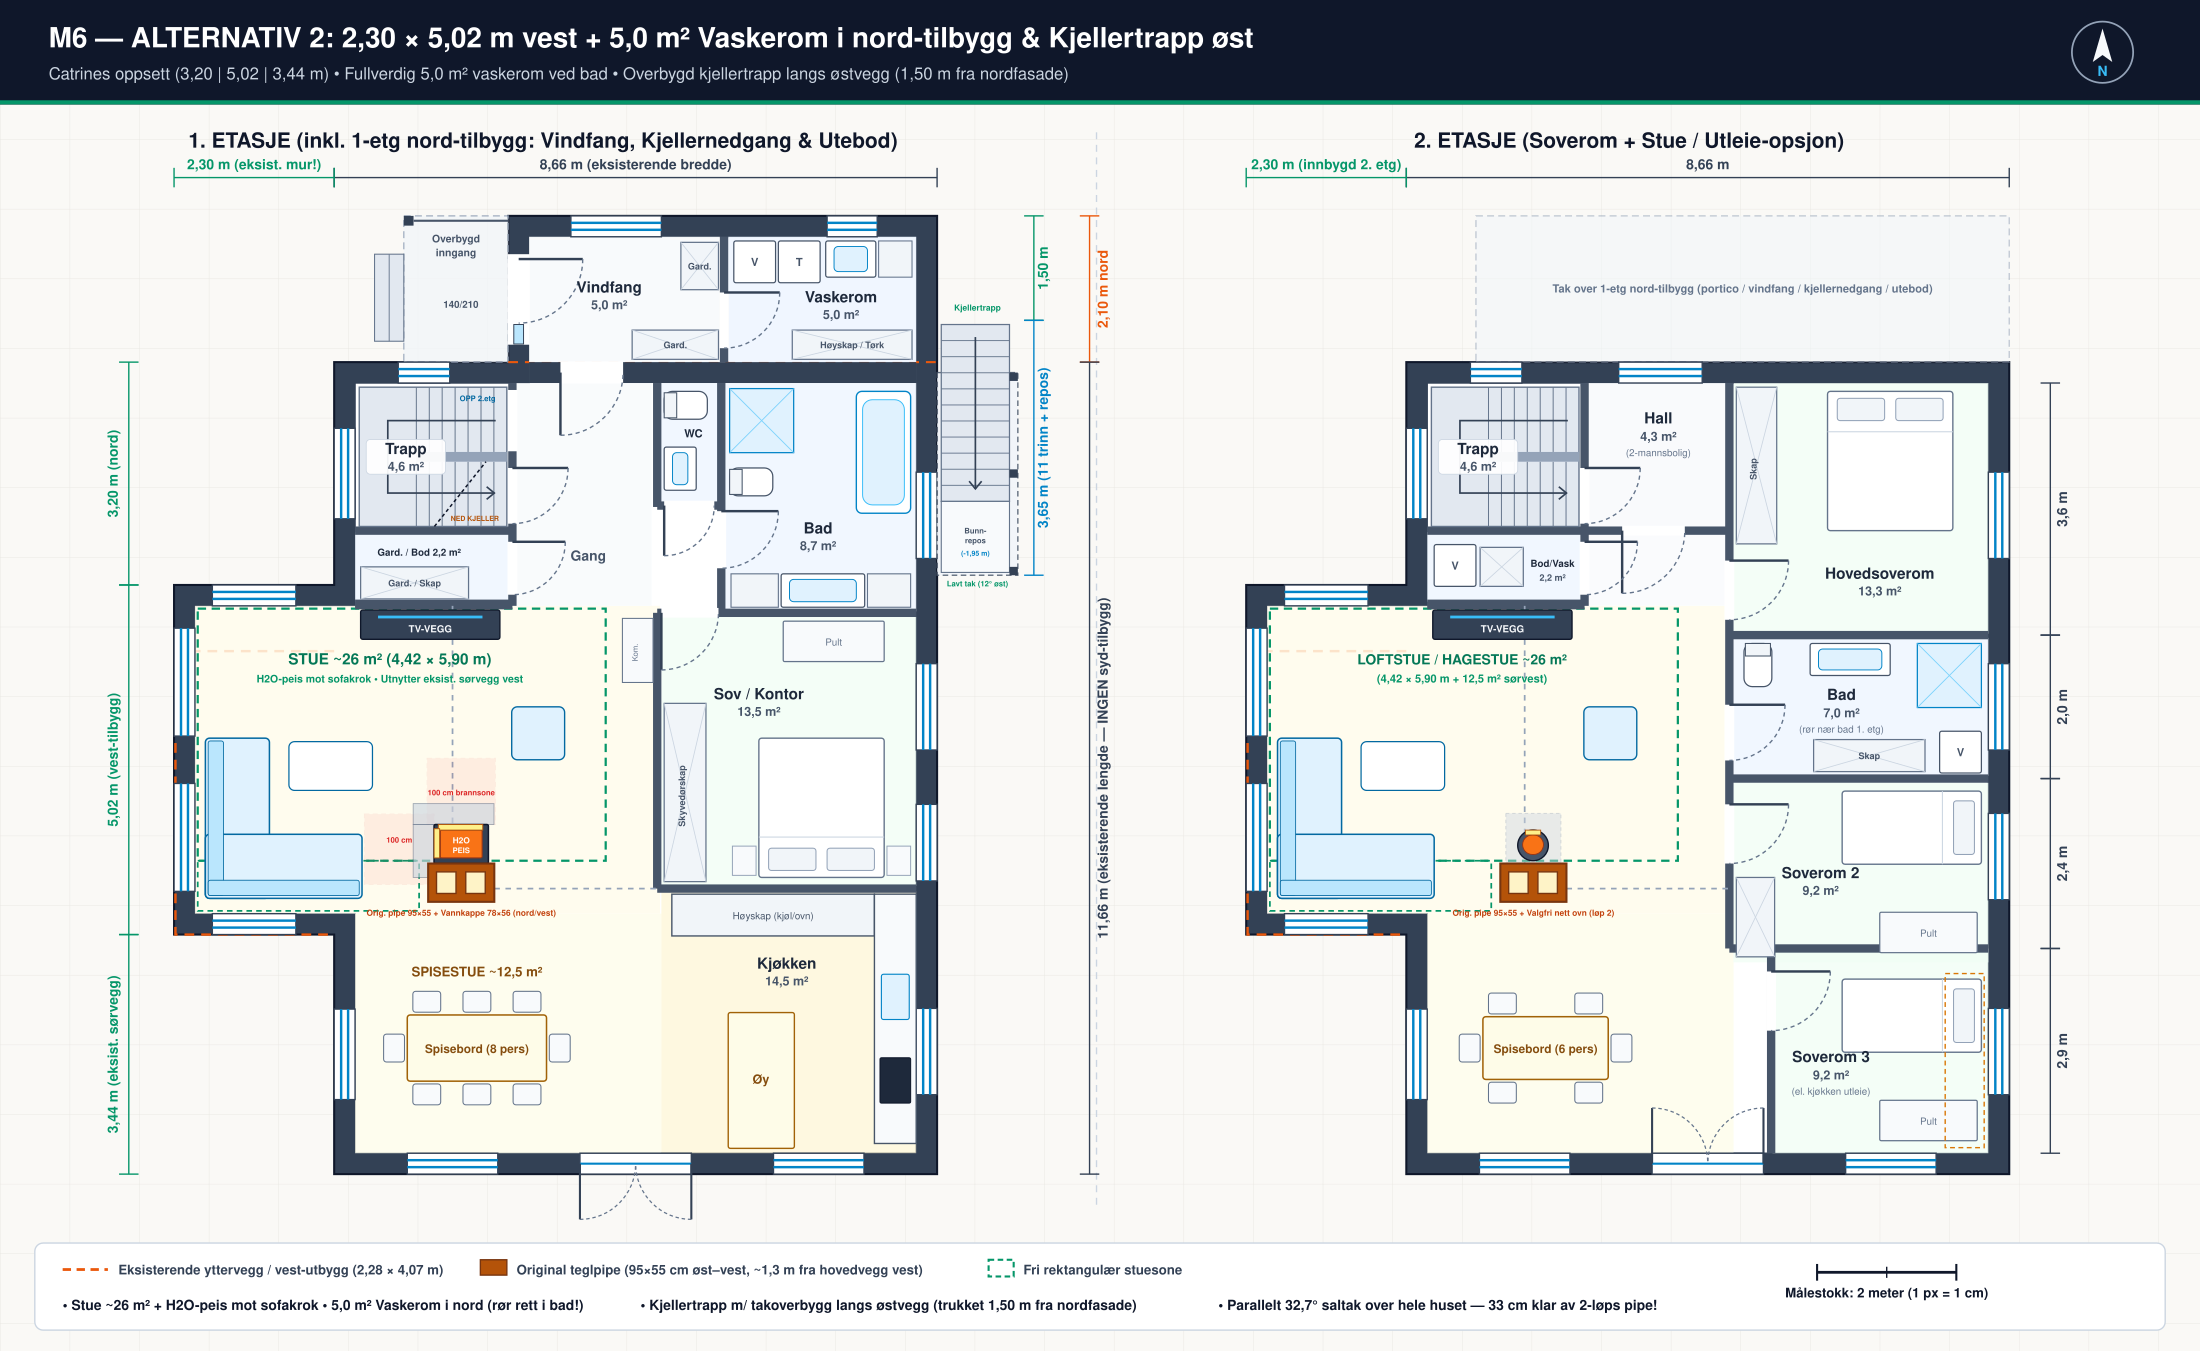 M6 — ALTERNATIV 2: 2,30 × 5,02 m vest + 5,0 m² Vaskerom i nord-tilbygg & Kjellertrapp øst
Catrines oppsett (3,20 | 5,02 | 3,44 m) • Fullverdig 5,0 m² vaskerom ved bad • Overbygd kjellertrapp langs østvegg (1,50 m fra nordfasade)
N
1. ETASJE (inkl. 1-etg nord-tilbygg: Vindfang, Kjellernedgang & Utebod)
2,30 m (eksist. mur!)
8,66 m (eksisterende bredde)
Overbygd
inngang
140/210
Vindfang
5,0 m²
Gard.
Gard.
V
T
Vaskerom
5,0 m²
Høyskap / Tørk
Kjellertrapp
1,50 m
2,10 m nord
3,65 m (11 trinn + repos)
OPP 2.etg
Trapp
4,6 m²
NED KJELLER
WC
Bad
8,7 m²
Bunn-
repos
(-1,95 m)
Lavt tak (12° øst)
Gard. / Bod 2,2 m²
Gard. / Skap
Gang
3,20 m (nord)
5,02 m (vest-tilbygg)
3,44 m (eksist. sørvegg)
TV-VEGG
STUE ~26 m² (4,42 × 5,90 m)
H2O-peis mot sofakrok • Utnytter eksist. sørvegg vest
Kom.
Pult
Sov / Kontor
13,5 m²
Skyvedørskap
100 cm brannsone
100 cm
H2O
PEIS
Orig. pipe 95×55 + Vannkappe 78×56 (nord/vest)
Høyskap (kjøl/ovn)
SPISESTUE ~12,5 m²
Spisebord (8 pers)
Kjøkken
14,5 m²
Øy
11,66 m (eksisterende lengde — INGEN syd-tilbygg)
2. ETASJE (Soverom + Stue / Utleie-opsjon)
2,30 m (innbygd 2. etg)
8,66 m
Tak over 1-etg nord-tilbygg (portico / vindfang / kjellernedgang / utebod)
Trapp
4,6 m²
Hall
4,3 m²
(2-mannsbolig)
Skap
Hovedsoverom
13,3 m²
V
Bod/Vask
2,2 m²
TV-VEGG
LOFTSTUE / HAGESTUE ~26 m²
(4,42 × 5,90 m + 12,5 m² sørvest)
Bad
7,0 m²
(rør nær bad 1. etg)
Skap
V
Soverom 2
9,2 m²
Pult
Orig. pipe 95×55 + Valgfri nett ovn (løp 2)
Spisebord (6 pers)
Soverom 3
9,2 m²
(el. kjøkken utleie)
Pult
3,6 m
2,0 m
2,4 m
2,9 m
Eksisterende yttervegg / vest-utbygg (2,28 × 4,07 m)
Original teglpipe (95×55 cm øst–vest, ~1,3 m fra hovedvegg vest)
Fri rektangulær stuesone
Målestokk: 2 meter (1 px = 1 cm)
• Stue ~26 m² + H2O-peis mot sofakrok • 5,0 m² Vaskerom i nord (rør rett i bad!)
• Kjellertrapp m/ takoverbygg langs østvegg (trukket 1,50 m fra nordfasade)
• Parallelt 32,7° saltak over hele huset — 33 cm klar av 2-løps pipe!